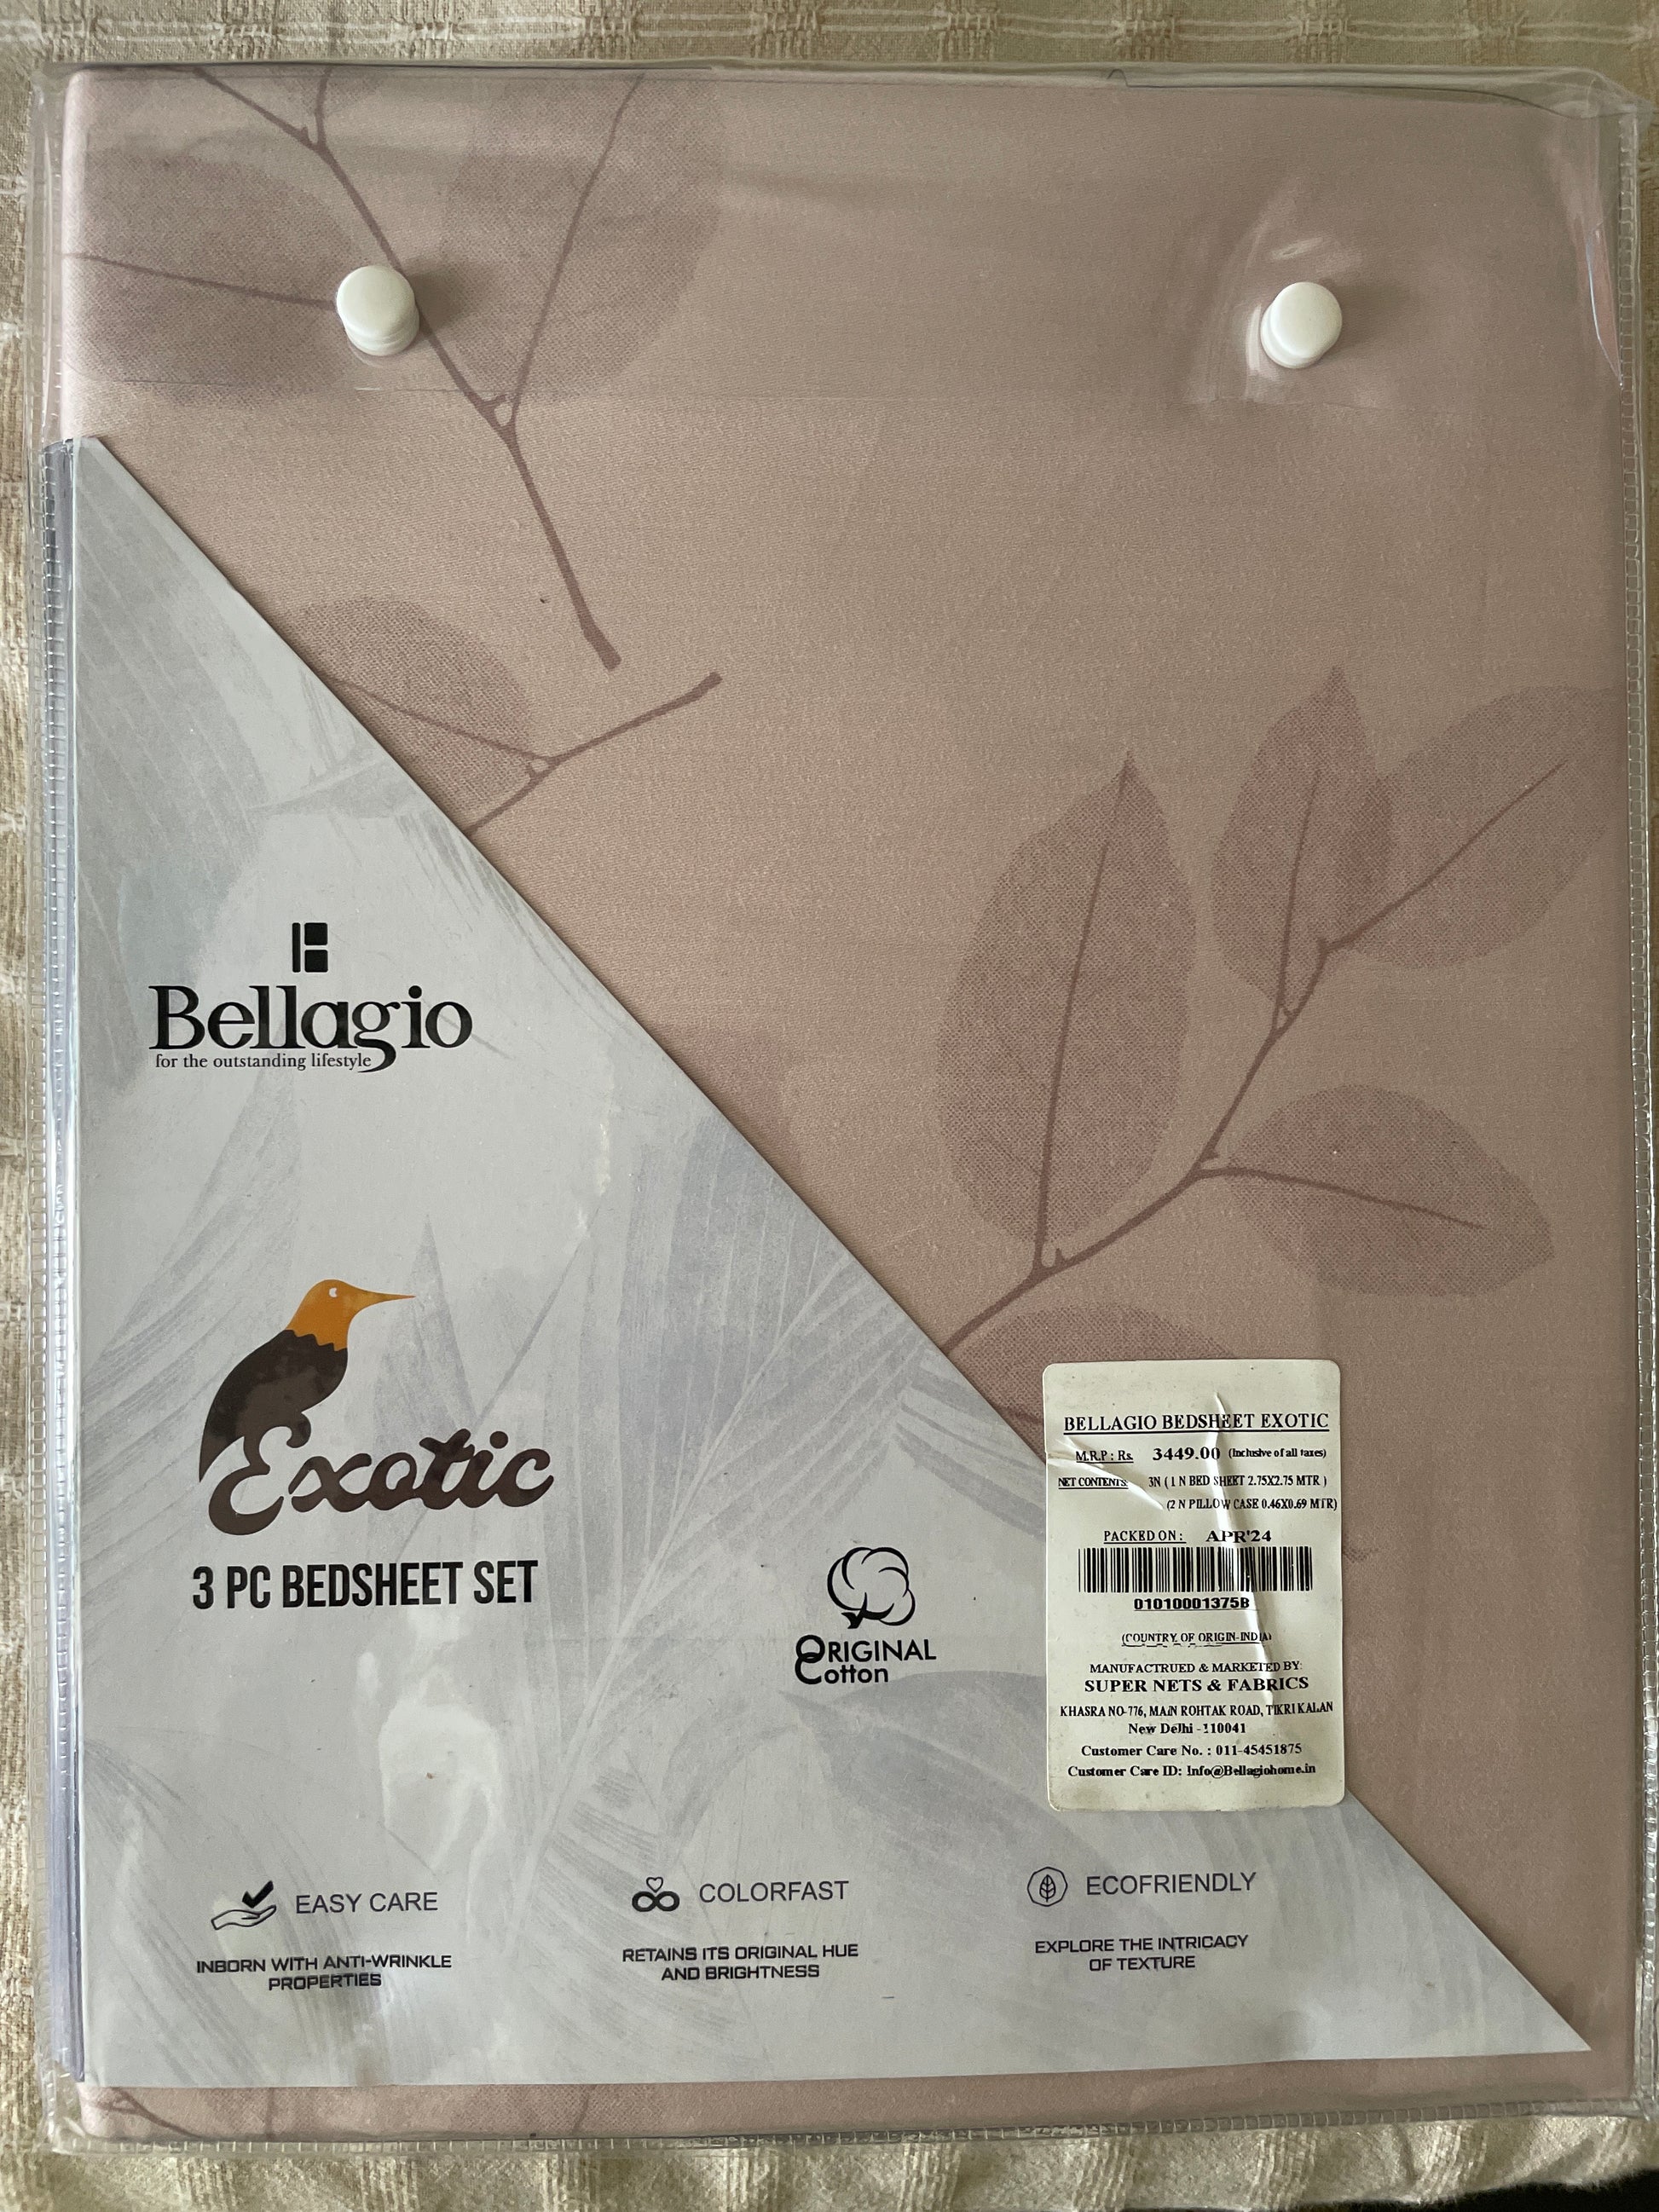 Bellagio
for the outstanding lifestyle
Exotic
3 PC BEDSHEET SET
ORIGINAL
Cotton
BELLAGIO BEDSHEET EXOTIC
M.R.P : Rs. 3449.00 (Inclusive of all taxes)
NET CONTENTS: 3N ( 1 N BED SHEET 2.75X2.75 MTR )
(2 N PILLOW CASE 0.46X0.69 MTR)
PACKED ON : APR'24
01010001375B
(COUNTRY OF ORIGIN-INDIA)
MANUFACTRUED & MARKETED BY:
SUPER NETS & FABRICS
KHASRA NO-776, MAIN ROHTAK ROAD, TIKRI KALAN
New Delhi - 110041
Customer Care No. : 011-45451875
Customer Care ID: Info@Bellagiohome.in
EASY CARE
INBORN WITH ANTI-WRINKLE
PROPERTIES
COLORFAST
RETAINS ITS ORIGINAL HUE
AND BRIGHTNESS
ECOFRIENDLY
EXPLORE THE INTRICACY
OF TEXTURE